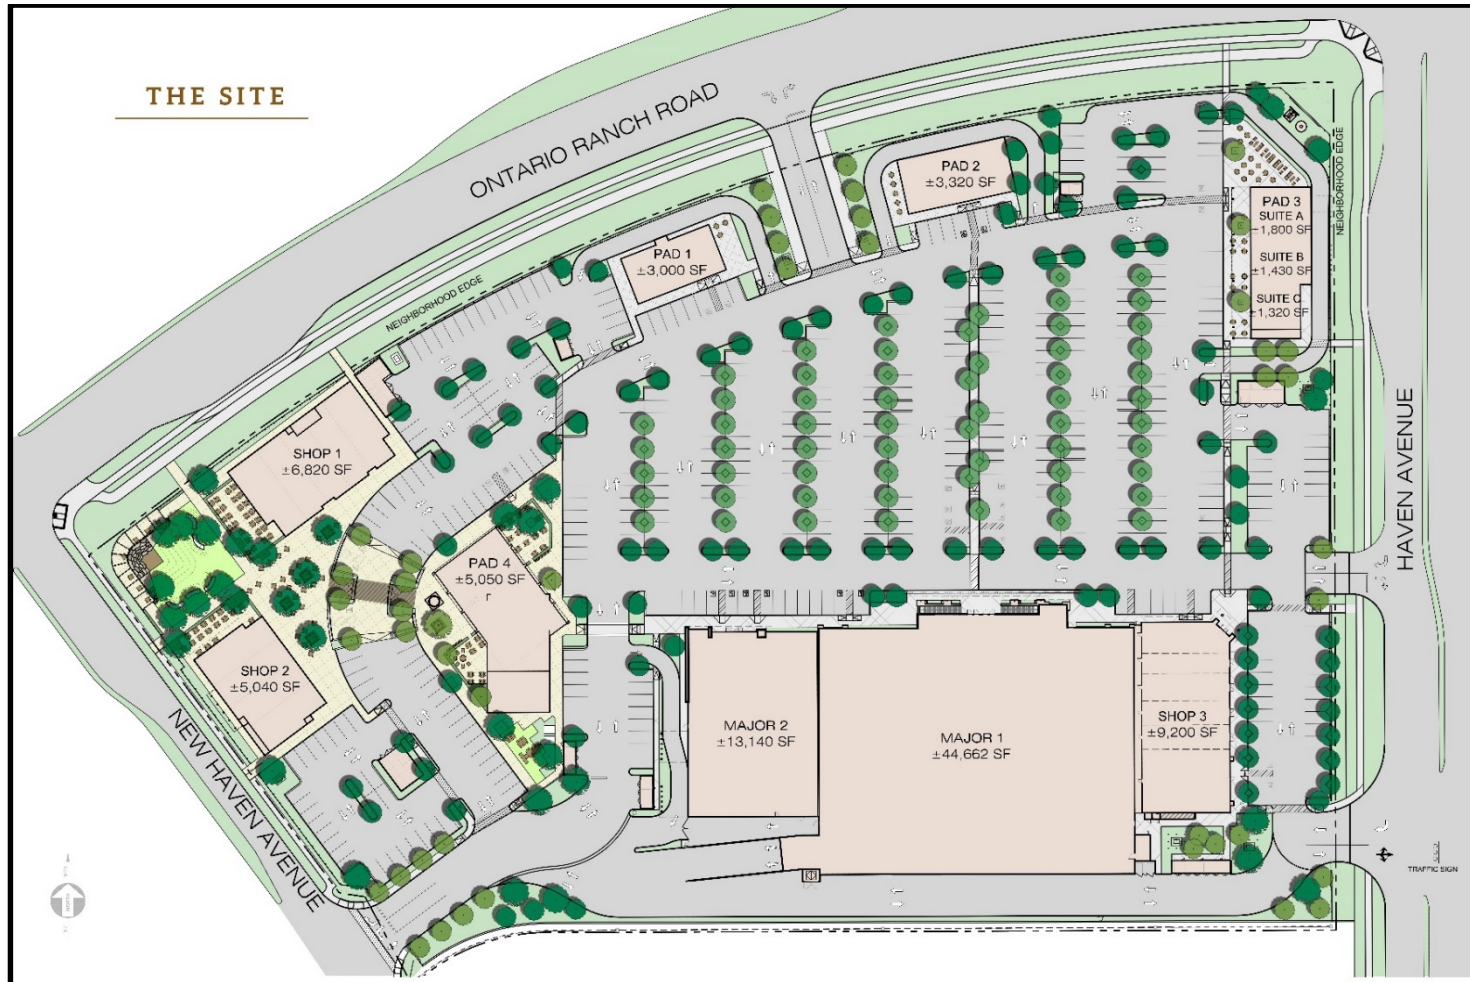 THE SITE
ONTARIO RANCH ROAD
PAD 2
±3,320 SF
NEIGHBORHOOD EDGE
PAD 3
SUITE A
±1,800 SF
SUITE B
±1,430 SF
SUITE C
±1,320 SF
PAD 1
±3,000 SF
NEIGHBORHOOD EDGE
HAVEN AVENUE
SHOP 1
±6,820 SF
PAD 4
±5,050 SF
SHOP 2
±5,040 SF
NEW HAVEN AVENUE
MAJOR 2
±13,140 SF
MAJOR 1
±44,662 SF
SHOP 3
±9,200 SF
TRAFFIC SIGN
NORTH